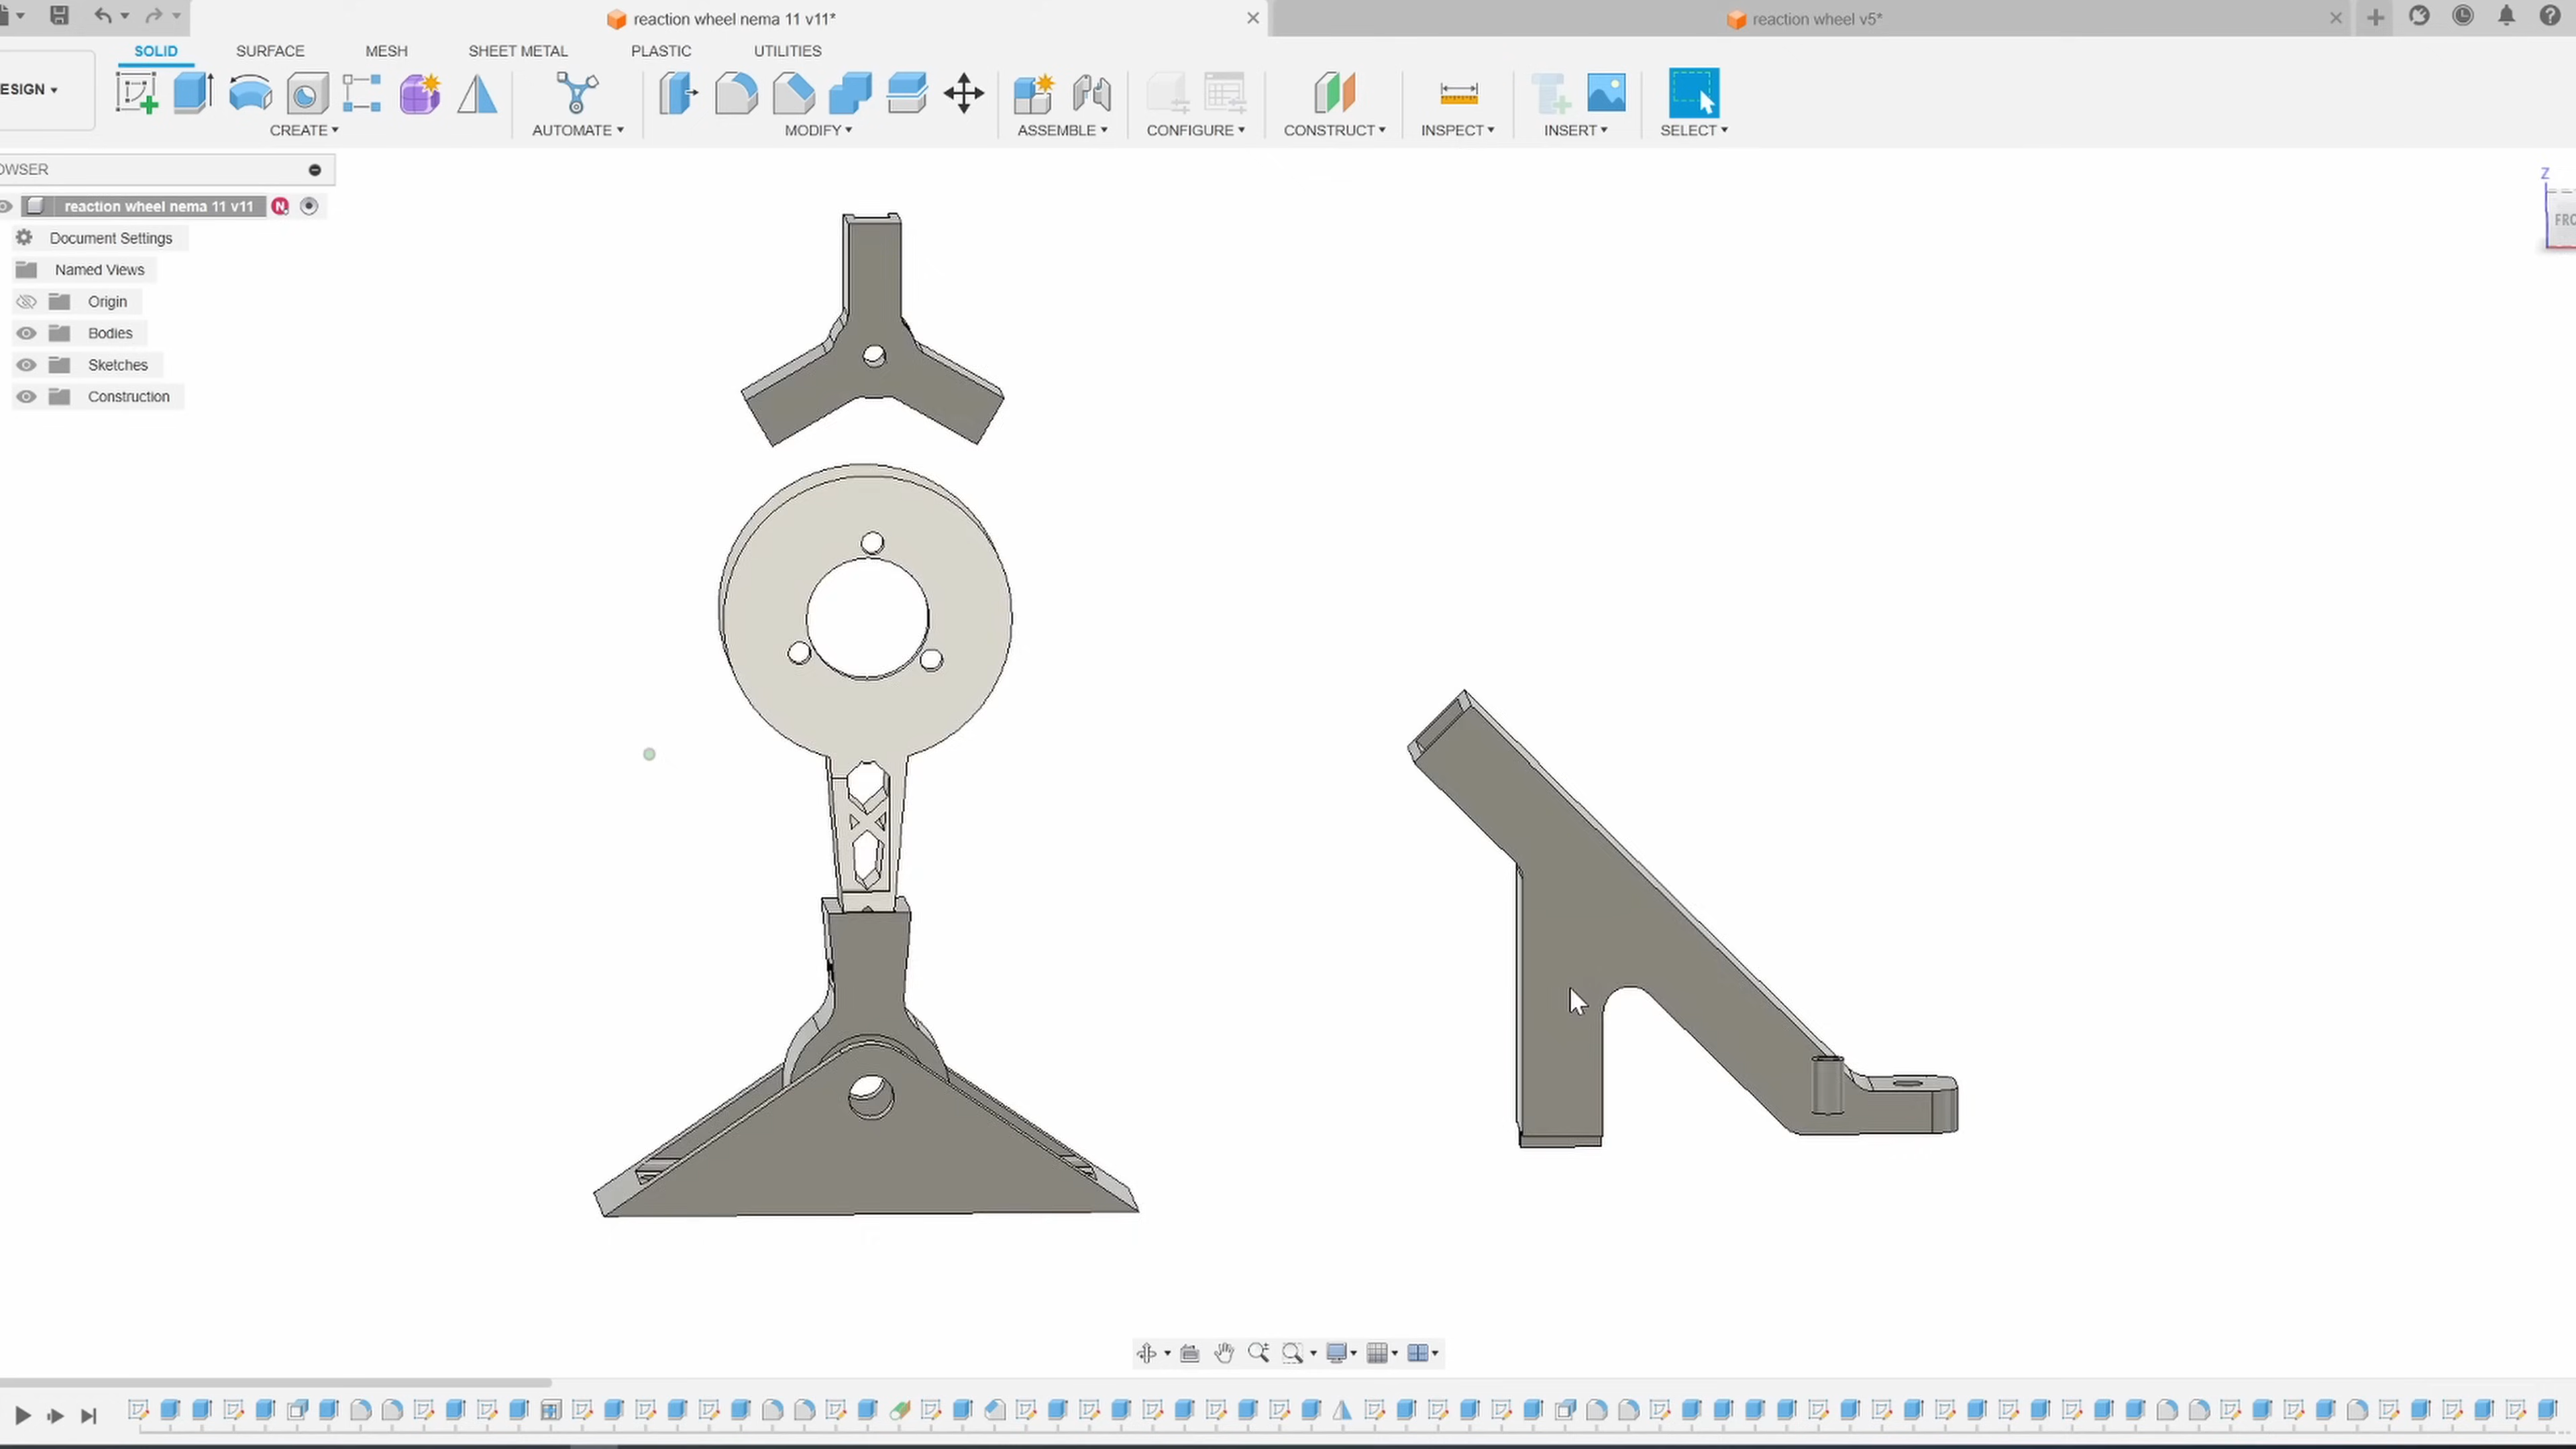 reaction wheel nema 11 v11*
reaction wheel v5*
SOLID SURFACE MESH SHEET METAL PLASTIC UTILITIES
ESIGN
CREATE AUTOMATE MODIFY ASSEMBLE CONFIGURE CONSTRUCT INSPECT INSERT SELECT
OWSER
reaction wheel nema 11 v11 N
Document Settings
Named Views
Origin
Bodies
Sketches
Construction
Z
FRO